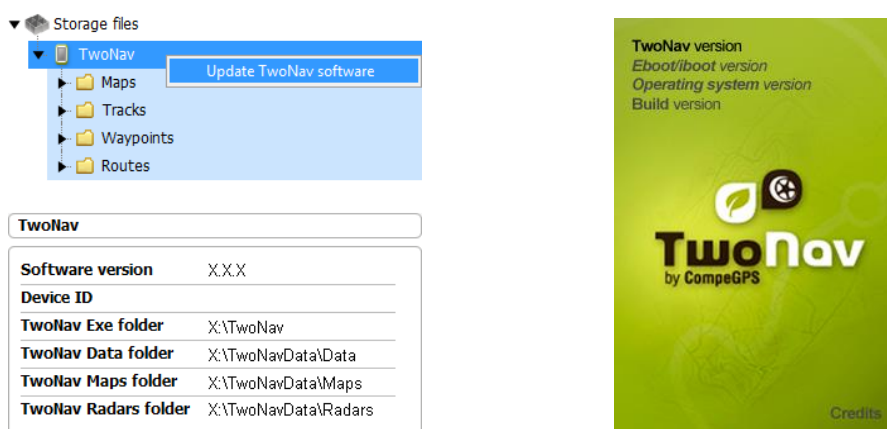 Storage files
TwoNav
Update TwoNav software
Maps
Tracks
Waypoints
Routes
TwoNav
Software version X.X.X
Device ID
TwoNav Exe folder X:\TwoNav
TwoNav Data folder X:\TwoNavData\Data
TwoNav Maps folder X:\TwoNavData\Maps
TwoNav Radars folder X:\TwoNavData\Radars
TwoNav version
Eboot/iboot version
Operating system version
Build version
TwoNav
by CompeGPS
Credits